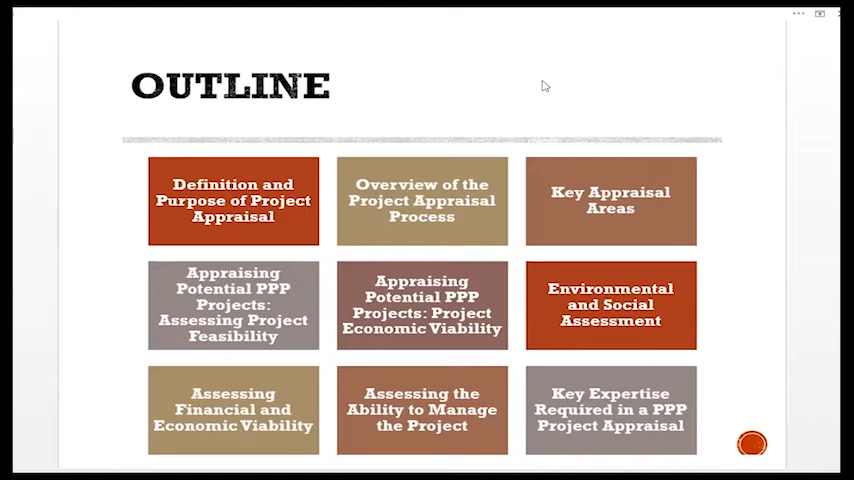 OUTLINE
Definition and
Purpose of Project
Appraisal
Overview of the
Project Appraisal
Process
Key Appraisal
Areas
Appraising
Potential PPP
Projects:
Assessing Project
Feasibility
Appraising
Potential PPP
Projects: Project
Economic Viability
Environmental
and Social
Assessment
Assessing
Financial and
Economic Viability
Assessing the
Ability to Manage
the Project
Key Expertise
Required in a PPP
Project Appraisal